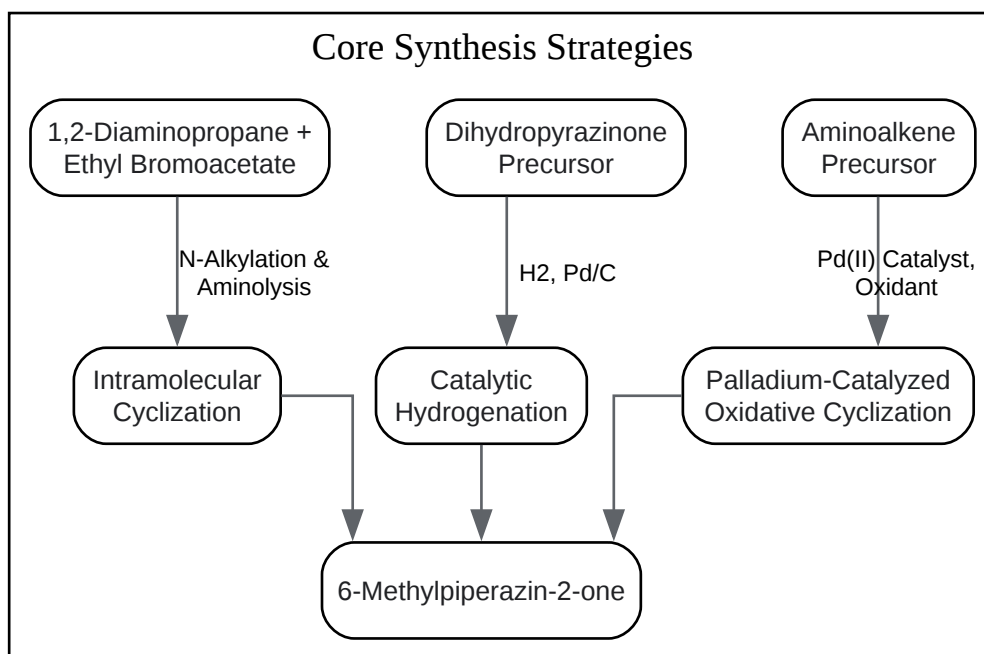 Core Synthesis Strategies
1,2-Diaminopropane +
Ethyl Bromoacetate
Dihydropyrazinone
Precursor
Aminoalkene
Precursor
N-Alkylation &
Aminolysis
H2, Pd/C
Pd(II) Catalyst,
Oxidant
Intramolecular
Cyclization
Catalytic
Hydrogenation
Palladium-Catalyzed
Oxidative Cyclization
6-Methylpiperazin-2-one